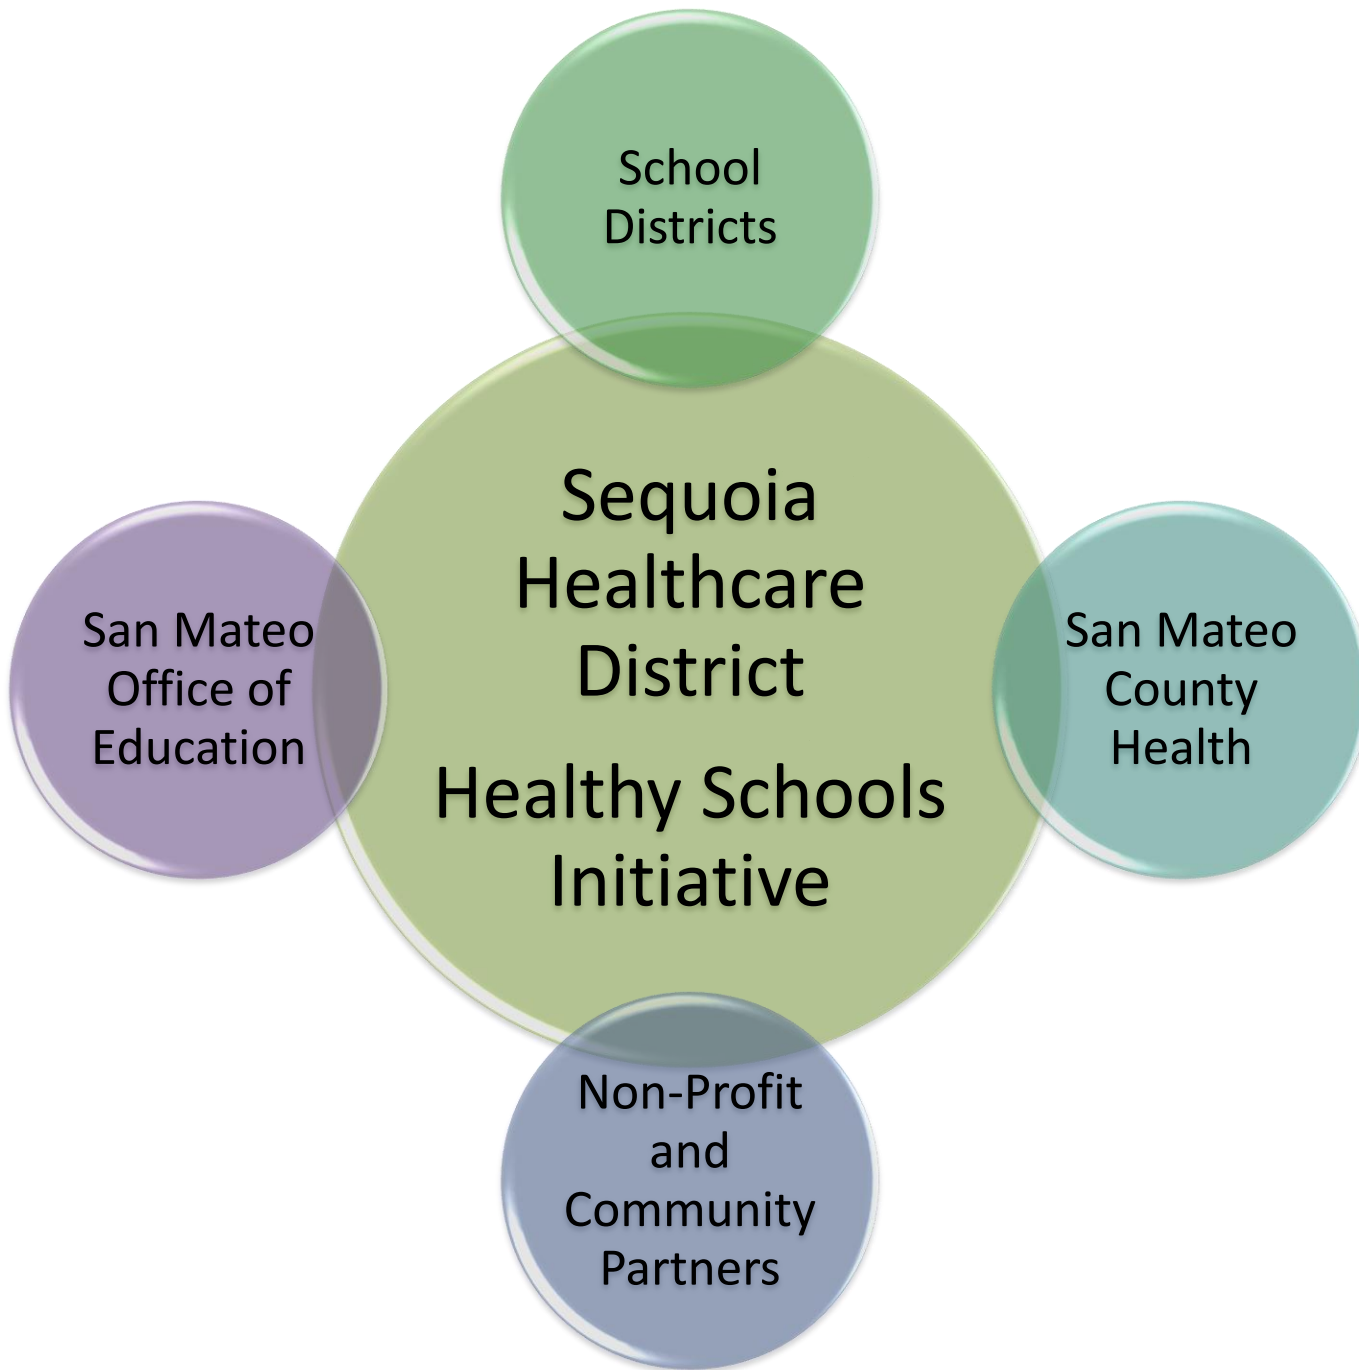 School
Districts
Sequoia
Healthcare
District
Healthy Schools
Initiative
San Mateo
Office of
Education
San Mateo
County
Health
Non-Profit
and
Community
Partners